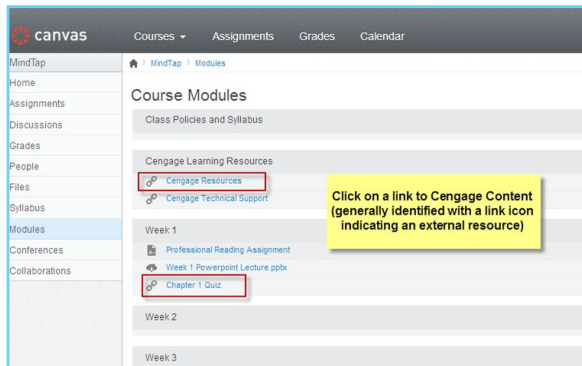 canvas
Courses
Assignments
Grades
Calendar
MindTap
Home
Assignments
Discussions
Grades
People
Files
Syllabus
Modules
Conferences
Collaborations
MindTap > Modules
Course Modules
Class Policies and Syllabus
Cengage Learning Resources
Cengage Resources
Cengage Technical Support
Click on a link to Cengage Content
(generally identified with a link icon
indicating an external resource)
Week 1
Professional Reading Assignment
Week 1 Powerpoint Lecture.pptx
Chapter 1 Quiz
Week 2
Week 3